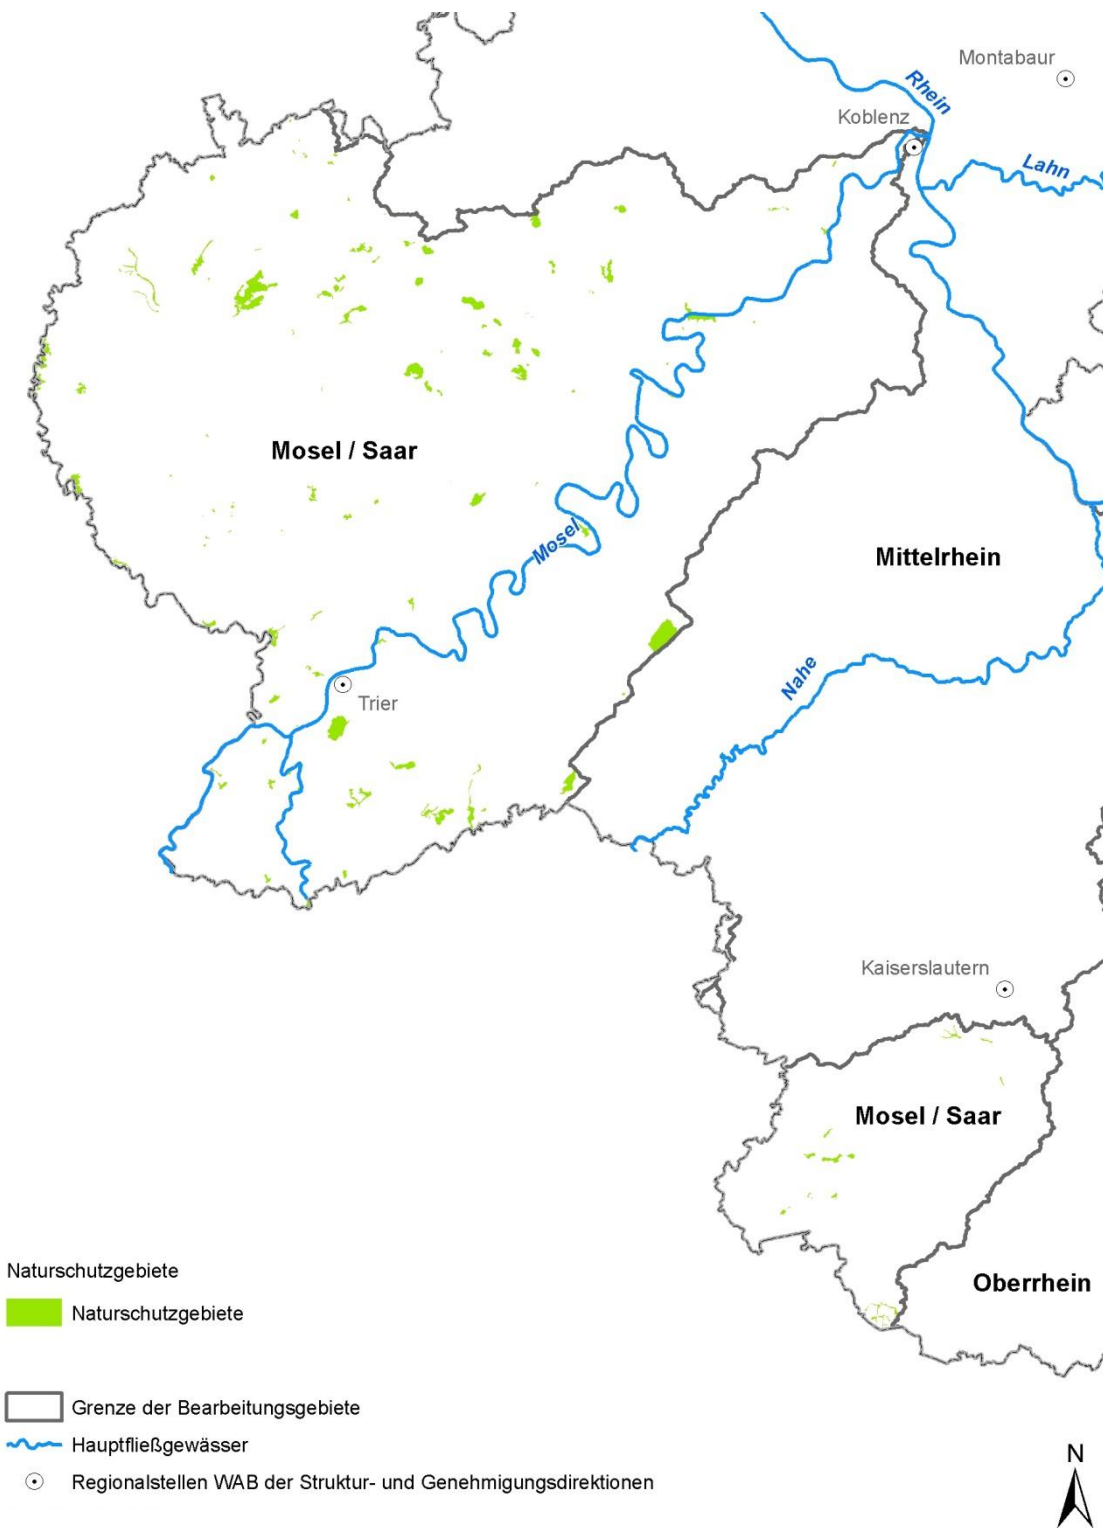 Montabaur
Rhein
Koblenz
Lahn
Mosel / Saar
Mosel
Mittelrhein
Nahe
Trier
Kaiserslautern
Mosel / Saar
Oberrhein
Naturschutzgebiete
Naturschutzgebiete
Grenze der Bearbeitungsgebiete
Hauptfließgewässer
Regionalstellen WAB der Struktur- und Genehmigungsdirektionen
N